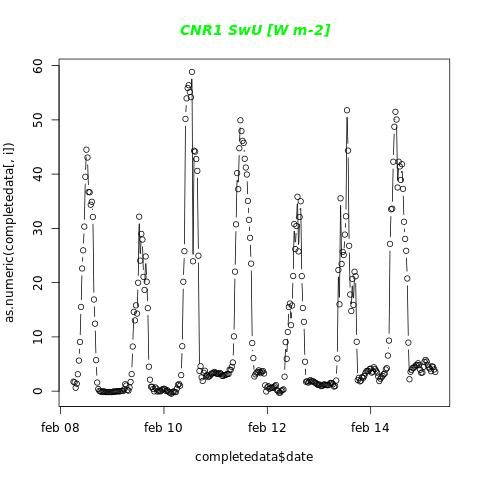 CNR1 SwU [W m-2]
60
50
40
30
20
10
0
as.numeric(completedata[, i])
feb 08 feb 10 feb 12 feb 14
completedata$date